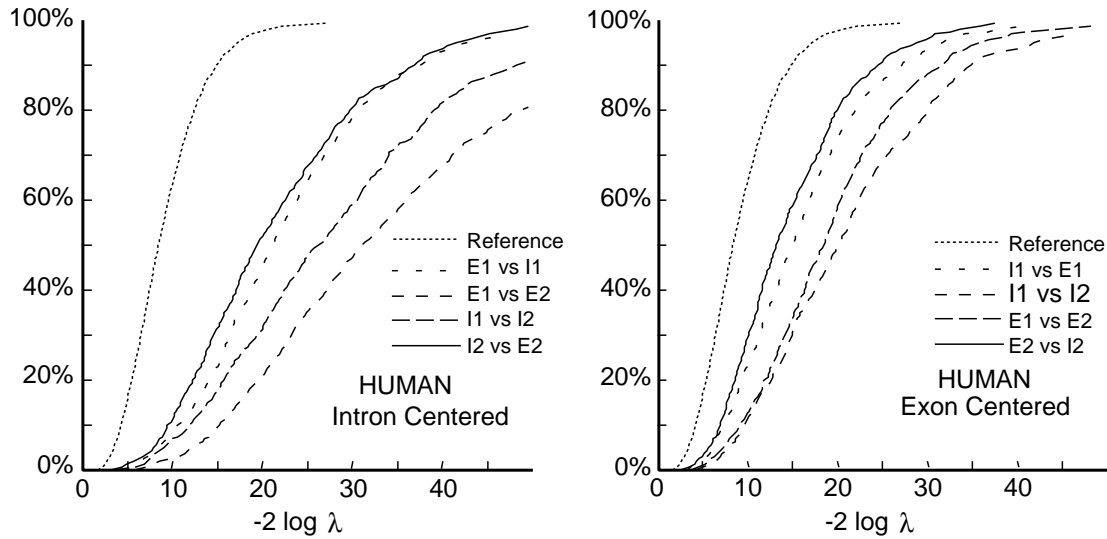 100%
80%
60%
40%
20%
0%
0 10 20 30 40
-2 log λ
Reference
E1 vs I1
E1 vs E2
I1 vs I2
I2 vs E2
HUMAN
Intron Centered
100%
80%
60%
40%
20%
0%
0 10 20 30 40
-2 log λ
Reference
I1 vs E1
I1 vs I2
E1 vs E2
E2 vs I2
HUMAN
Exon Centered